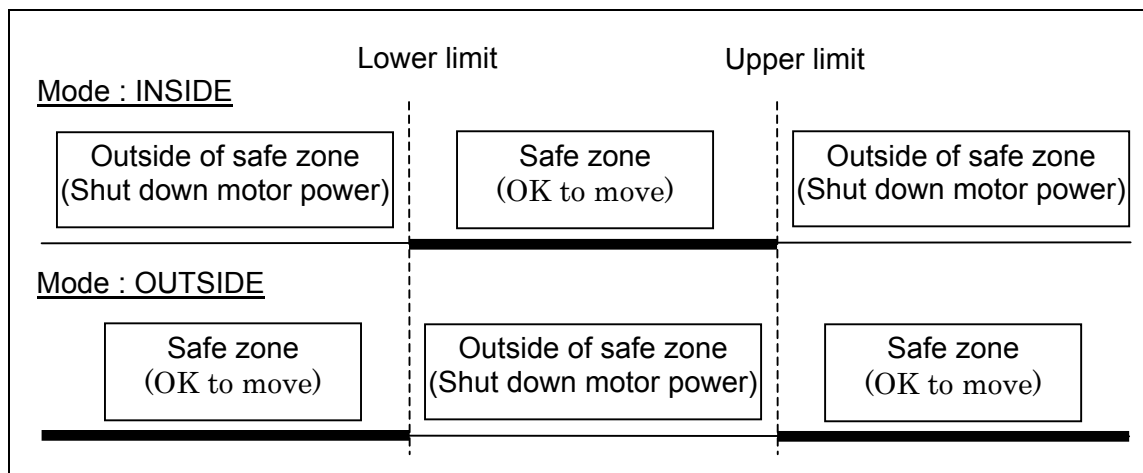 Lower limit Upper limit
Mode : INSIDE
Outside of safe zone
(Shut down motor power)
Safe zone
(OK to move)
Outside of safe zone
(Shut down motor power)
Mode : OUTSIDE
Safe zone
(OK to move)
Outside of safe zone
(Shut down motor power)
Safe zone
(OK to move)